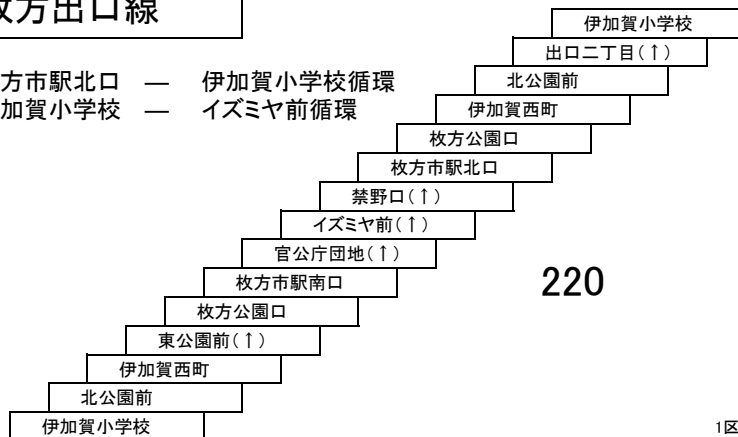 枚方出口線
伊加賀小学校
出口二丁目(↑)
方市駅北口 ― 伊加賀小学校循環
北公園前
加賀小学校 ― イズミヤ前循環
伊加賀西町
枚方公園口
枚方市駅北口
禁野口(↑)
イズミヤ前(↑)
官公庁団地(↑)
枚方市駅南口
220
枚方公園口
東公園前(↑)
伊加賀西町
北公園前
伊加賀小学校
1区